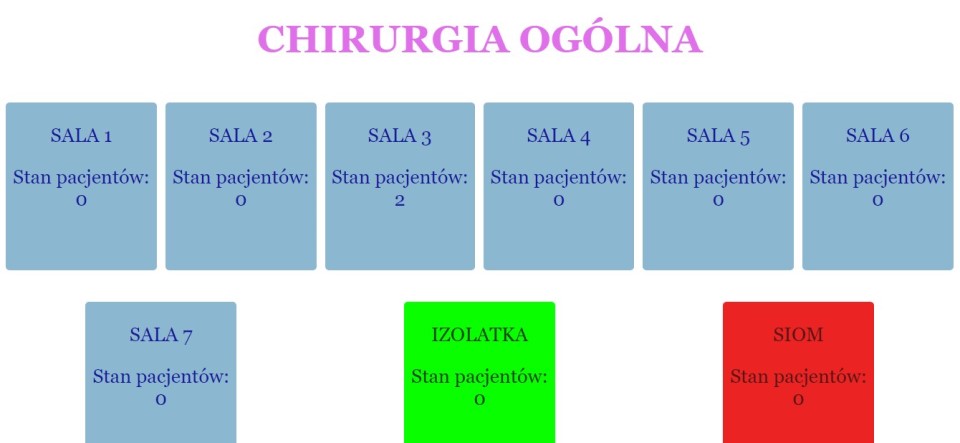 CHIRURGIA OGÓLNA
SALA 1
Stan pacjentów:
0
SALA 2
Stan pacjentów:
0
SALA 3
Stan pacjentów:
2
SALA 4
Stan pacjentów:
0
SALA 5
Stan pacjentów:
0
SALA 6
Stan pacjentów:
0
SALA 7
Stan pacjentów:
0
IZOLATKA
Stan pacjentów:
0
SIOM
Stan pacjentów:
0